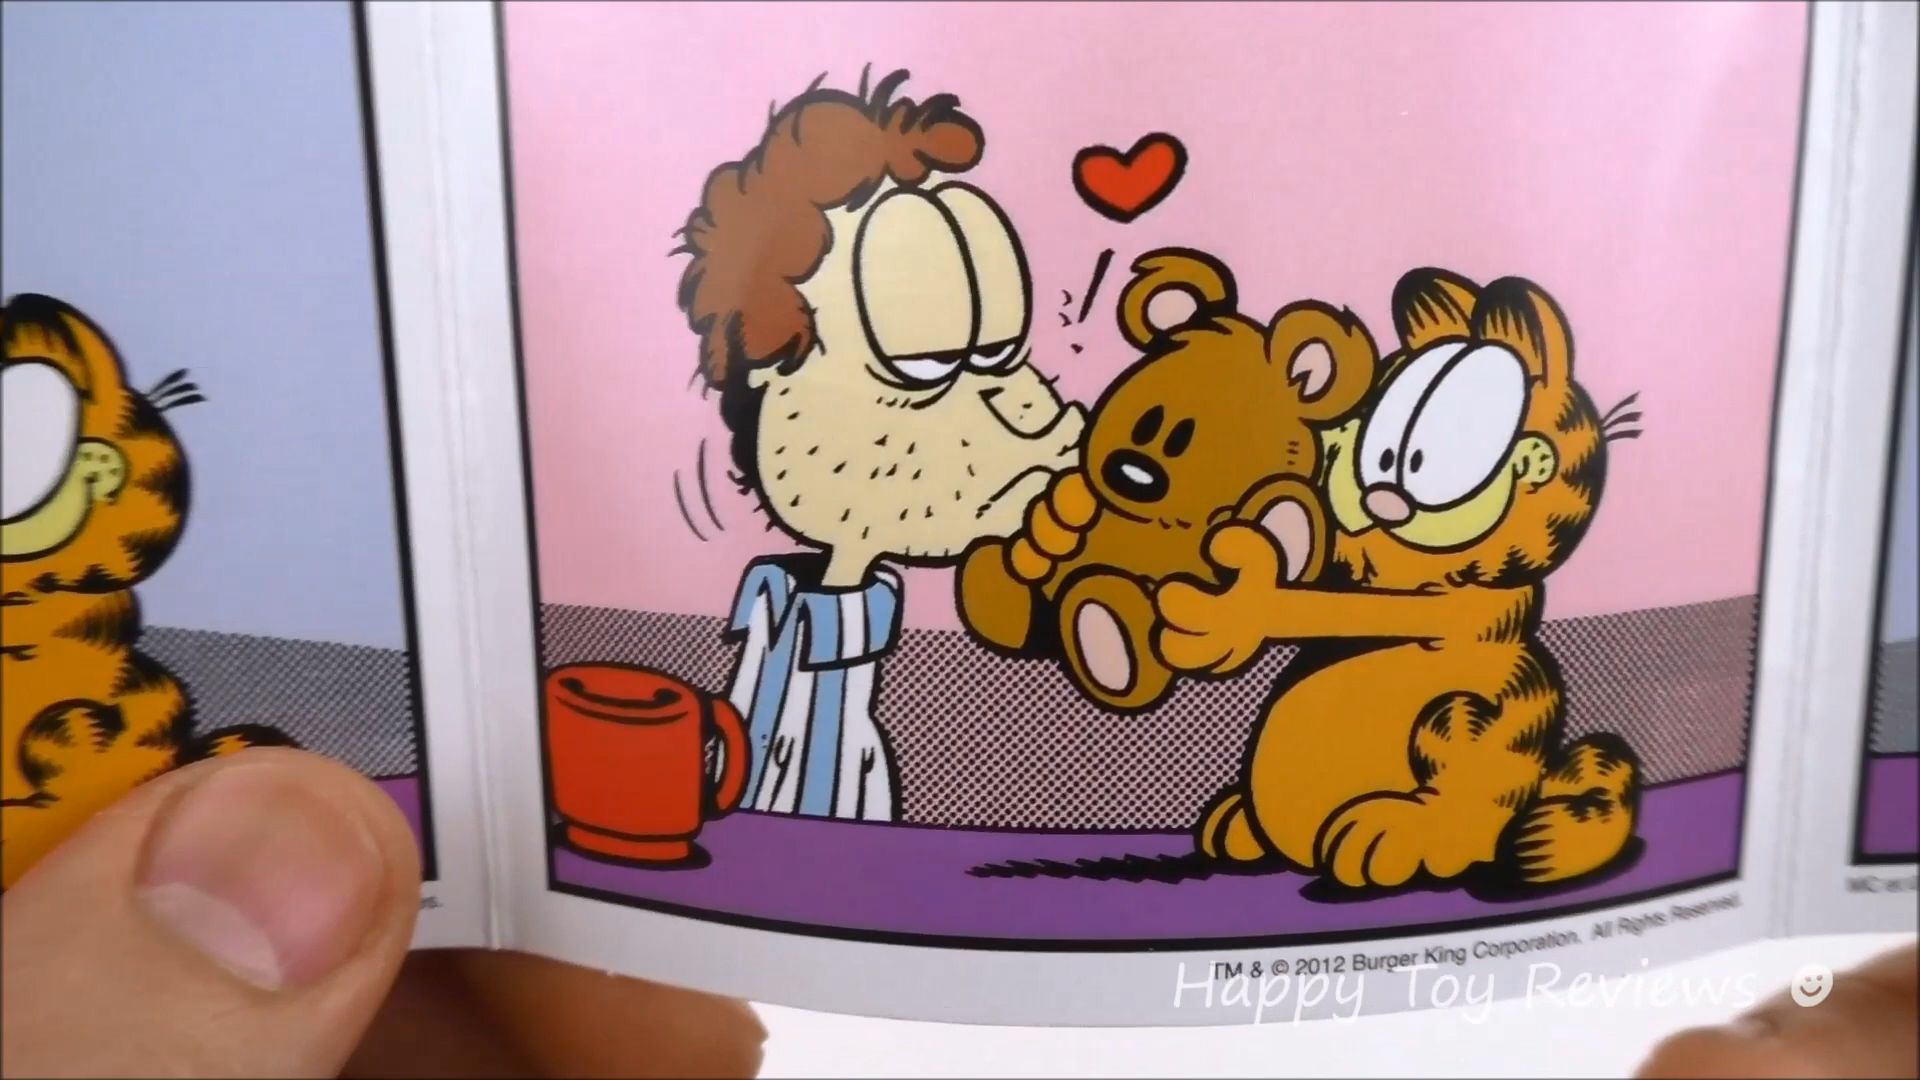 TM & © 2012 Burger King Corporation. All Rights Reserved.
Happy Toy Reviews